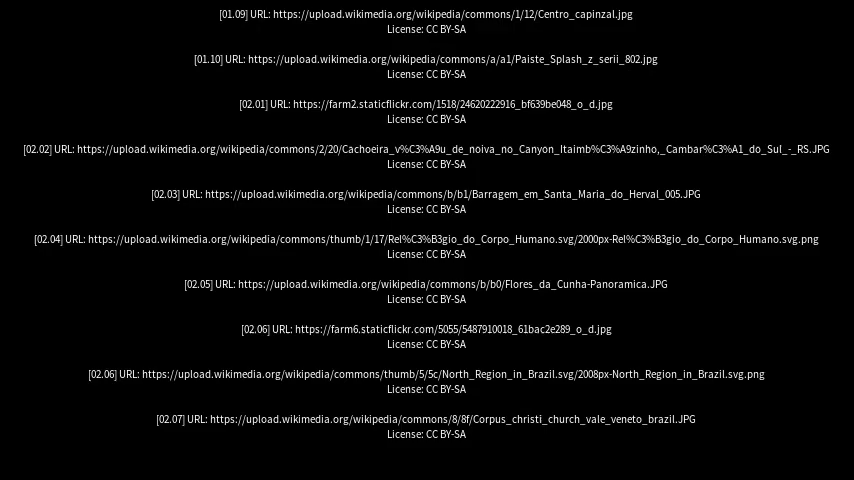 [01.09] URL: https://upload.wikimedia.org/wikipedia/commons/1/12/Centro_capinzal.jpg
License: CC BY-SA
[01.10] URL: https://upload.wikimedia.org/wikipedia/commons/a/a1/Paiste_Splash_z_serii_802.jpg
License: CC BY-SA
[02.01] URL: https://farm2.staticflickr.com/1518/24620222916_bf639be048_o_d.jpg
License: CC BY-SA
[02.02] URL: https://upload.wikimedia.org/wikipedia/commons/2/20/Cachoeira_v%C3%A9u_de_noiva_no_Canyon_Itaimb%C3%A9zinho,_Cambar%C3%A1_do_Sul_-_RS.JPG
License: CC BY-SA
[02.03] URL: https://upload.wikimedia.org/wikipedia/commons/b/b1/Barragem_em_Santa_Maria_do_Herval_005.JPG
License: CC BY-SA
[02.04] URL: https://upload.wikimedia.org/wikipedia/commons/thumb/1/17/Rel%C3%B3gio_do_Corpo_Humano.svg/2000px-Rel%C3%B3gio_do_Corpo_Humano.svg.png
License: CC BY-SA
[02.05] URL: https://upload.wikimedia.org/wikipedia/commons/b/b0/Flores_da_Cunha-Panoramica.JPG
License: CC BY-SA
[02.06] URL: https://farm6.staticflickr.com/5055/5487910018_61bac2e289_o_d.jpg
License: CC BY-SA
[02.06] URL: https://upload.wikimedia.org/wikipedia/commons/thumb/5/5c/North_Region_in_Brazil.svg/2008px-North_Region_in_Brazil.svg.png
License: CC BY-SA
[02.07] URL: https://upload.wikimedia.org/wikipedia/commons/8/8f/Corpus_christi_church_vale_veneto_brazil.JPG
License: CC BY-SA